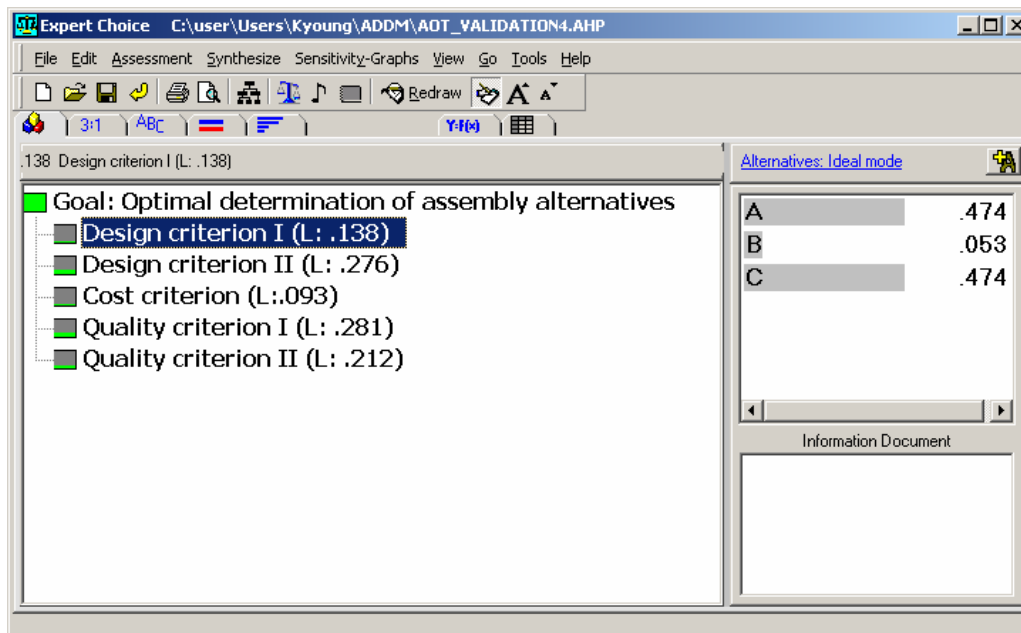 Expert Choice C:\user\Users\Kyoung\ADDM\AOT_VALIDATION4.AHP
File Edit Assessment Synthesize Sensitivity-Graphs View Go Tools Help
Redraw A A
3:1 ABC Y=F(x)
.138 Design criterion I (L: .138)
Alternatives: Ideal mode
Goal: Optimal determination of assembly alternatives
Design criterion I (L: .138)
Design criterion II (L: .276)
Cost criterion (L:.093)
Quality criterion I (L: .281)
Quality criterion II (L: .212)
A .474
B .053
C .474
Information Document